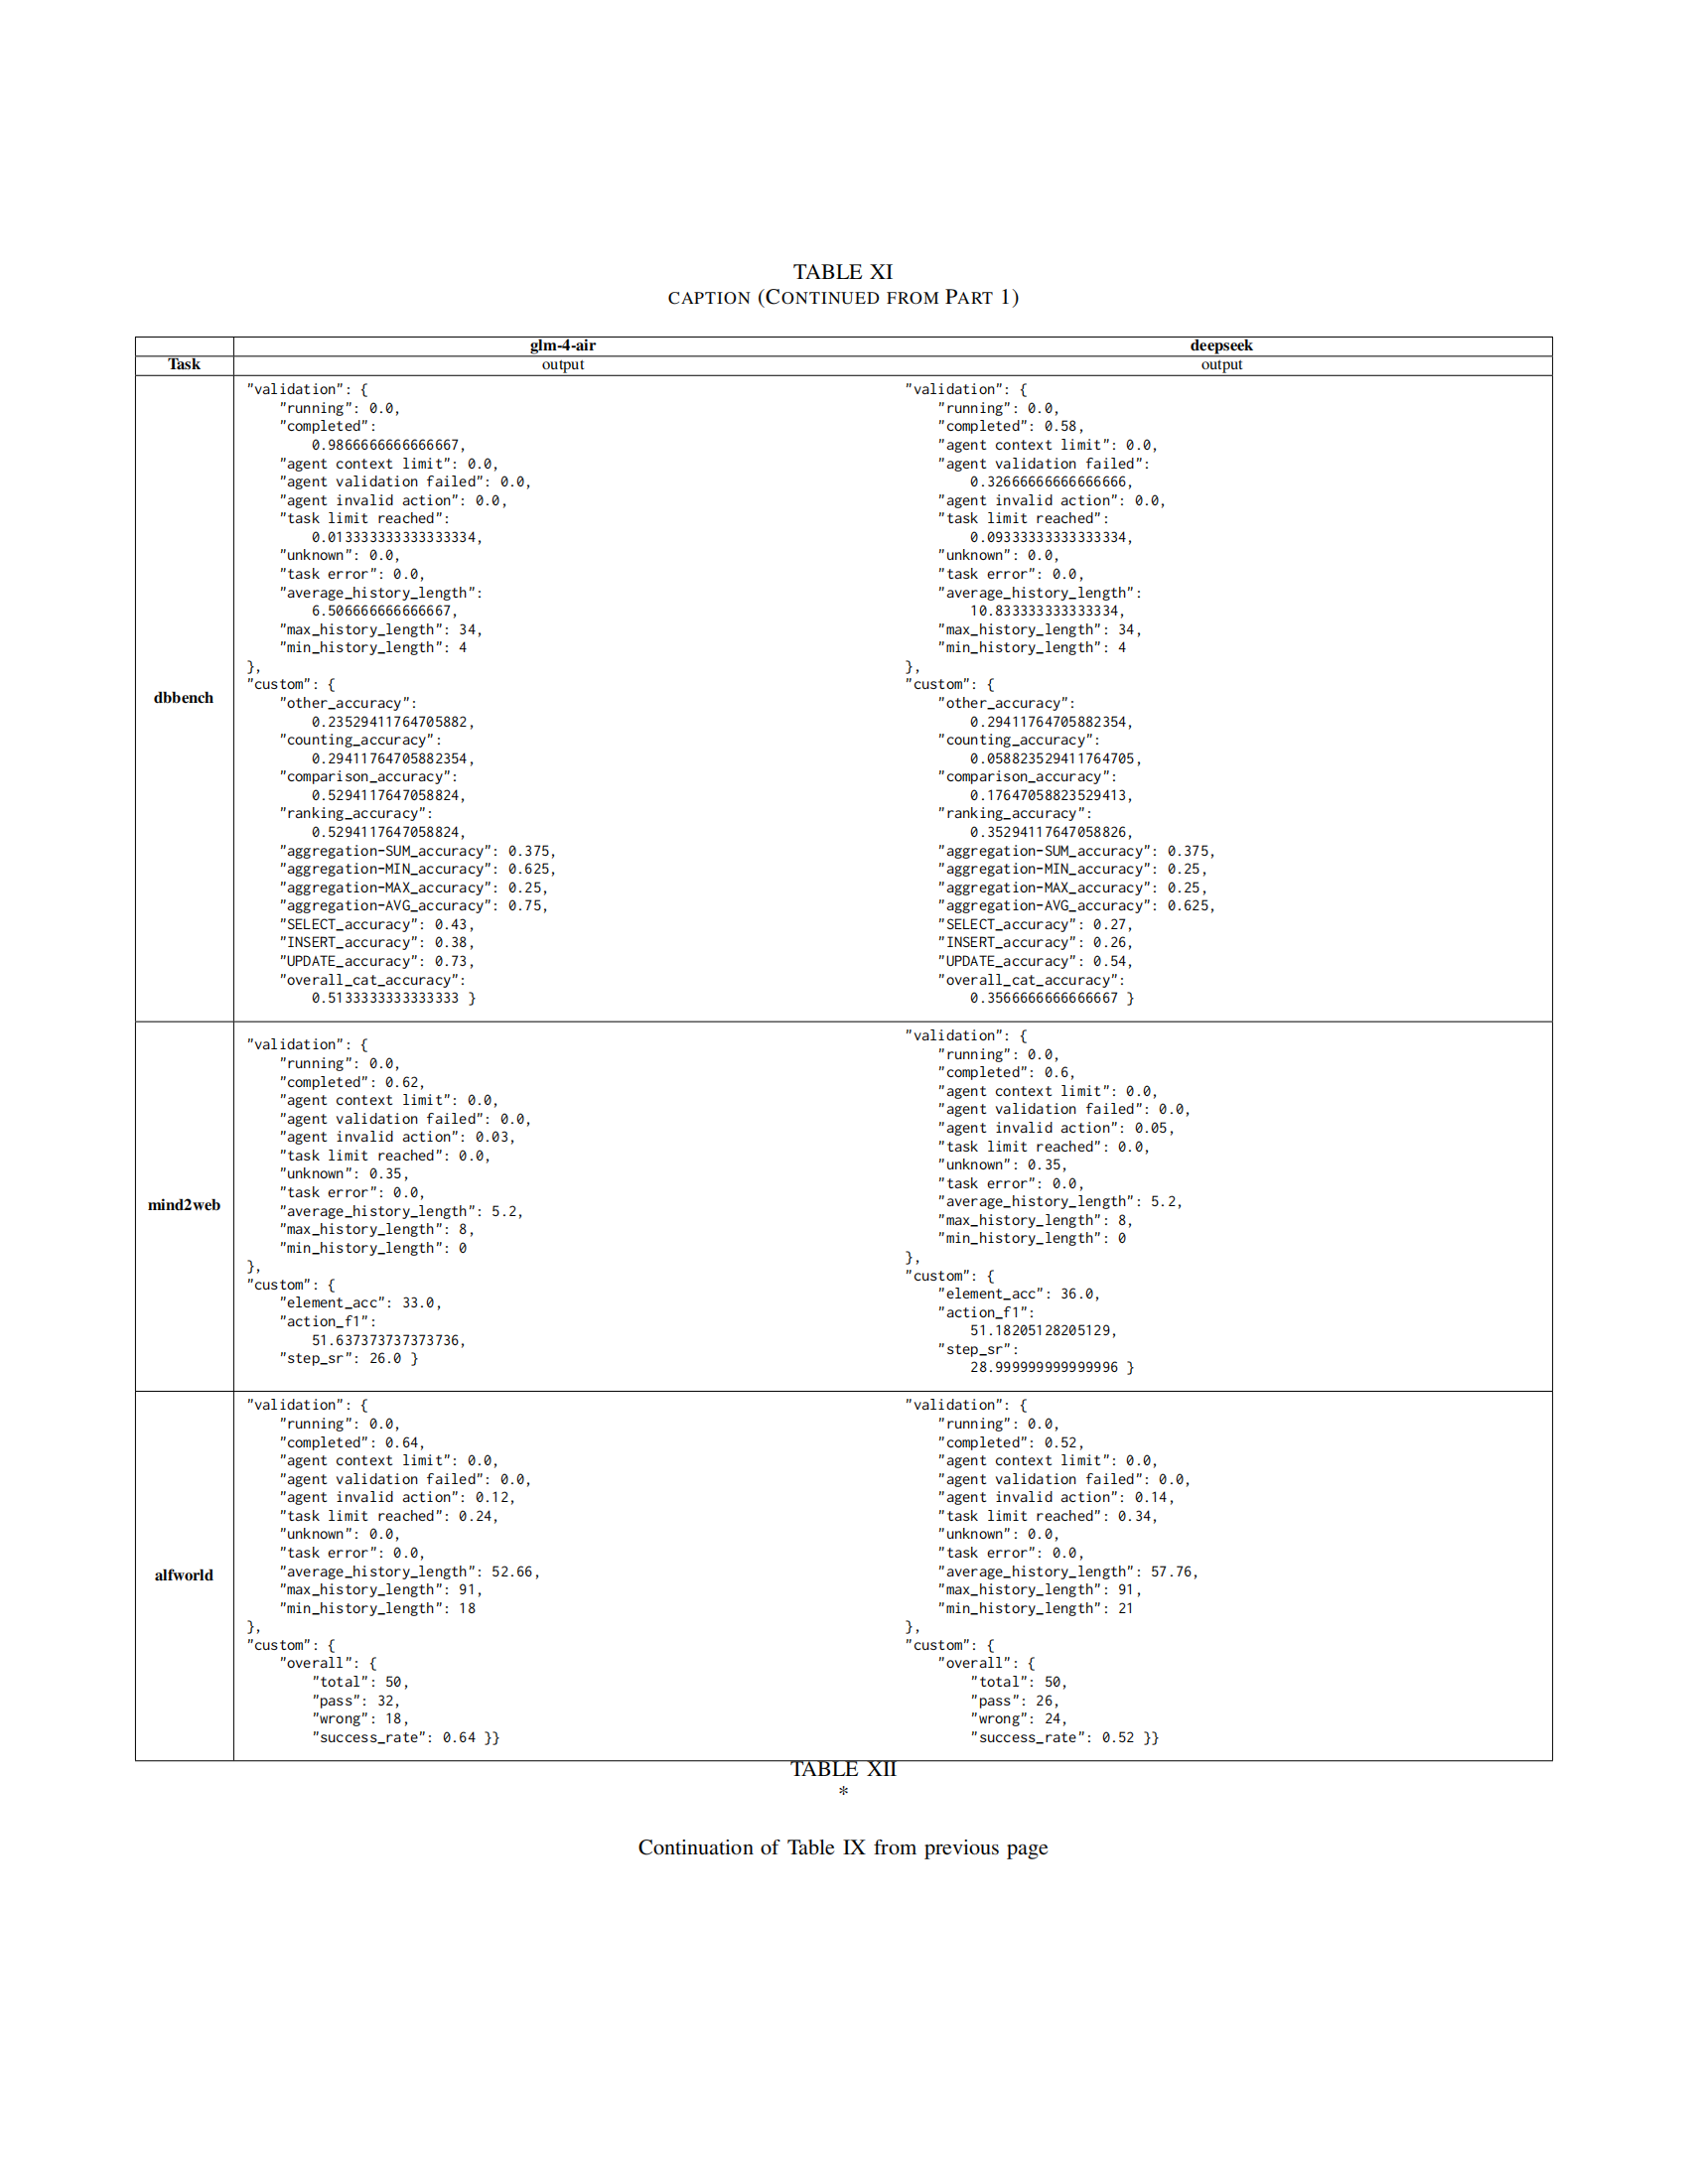 TABLE XI
CAPTION (CONTINUED FROM PART 1)
glm-4-air deepseek
Task output output
dbbench
"validation": {
"running": 0.0,
"completed":
0.9866666666666667,
"agent context limit": 0.0,
"agent validation failed": 0.0,
"agent invalid action": 0.0,
"task limit reached":
0.013333333333333334,
"unknown": 0.0,
"task error": 0.0,
"average_history_length":
6.506666666666667,
"max_history_length": 34,
"min_history_length": 4
},
"custom": {
"other_accuracy":
0.23529411764705882,
"counting_accuracy":
0.29411764705882354,
"comparison_accuracy":
0.5294117647058824,
"ranking_accuracy":
0.5294117647058824,
"aggregation-SUM_accuracy": 0.375,
"aggregation-MIN_accuracy": 0.625,
"aggregation-MAX_accuracy": 0.25,
"aggregation-AVG_accuracy": 0.75,
"SELECT_accuracy": 0.43,
"INSERT_accuracy": 0.38,
"UPDATE_accuracy": 0.73,
"overall_cat_accuracy":
0.5133333333333333 }
"validation": {
"running": 0.0,
"completed": 0.58,
"agent context limit": 0.0,
"agent validation failed":
0.32666666666666666,
"agent invalid action": 0.0,
"task limit reached":
0.09333333333333334,
"unknown": 0.0,
"task error": 0.0,
"average_history_length":
10.833333333333334,
"max_history_length": 34,
"min_history_length": 4
},
"custom": {
"other_accuracy":
0.29411764705882354,
"counting_accuracy":
0.058823529411764705,
"comparison_accuracy":
0.17647058823529413,
"ranking_accuracy":
0.35294117647058826,
"aggregation-SUM_accuracy": 0.375,
"aggregation-MIN_accuracy": 0.25,
"aggregation-MAX_accuracy": 0.25,
"aggregation-AVG_accuracy": 0.625,
"SELECT_accuracy": 0.27,
"INSERT_accuracy": 0.26,
"UPDATE_accuracy": 0.54,
"overall_cat_accuracy":
0.3566666666666667 }
mind2web
"validation": {
"running": 0.0,
"completed": 0.62,
"agent context limit": 0.0,
"agent validation failed": 0.0,
"agent invalid action": 0.03,
"task limit reached": 0.0,
"unknown": 0.35,
"task error": 0.0,
"average_history_length": 5.2,
"max_history_length": 8,
"min_history_length": 0
},
"custom": {
"element_acc": 33.0,
"action_f1":
51.637373737373736,
"step_sr": 26.0 }
"validation": {
"running": 0.0,
"completed": 0.6,
"agent context limit": 0.0,
"agent validation failed": 0.0,
"agent invalid action": 0.05,
"task limit reached": 0.0,
"unknown": 0.35,
"task error": 0.0,
"average_history_length": 5.2,
"max_history_length": 8,
"min_history_length": 0
},
"custom": {
"element_acc": 36.0,
"action_f1":
51.18205128205129,
"step_sr":
28.999999999999996 }
alfworld
"validation": {
"running": 0.0,
"completed": 0.64,
"agent context limit": 0.0,
"agent validation failed": 0.0,
"agent invalid action": 0.12,
"task limit reached": 0.24,
"unknown": 0.0,
"task error": 0.0,
"average_history_length": 52.66,
"max_history_length": 91,
"min_history_length": 18
},
"custom": {
"overall": {
"total": 50,
"pass": 32,
"wrong": 18,
"success_rate": 0.64 }}
"validation": {
"running": 0.0,
"completed": 0.52,
"agent context limit": 0.0,
"agent validation failed": 0.0,
"agent invalid action": 0.14,
"task limit reached": 0.34,
"unknown": 0.0,
"task error": 0.0,
"average_history_length": 57.76,
"max_history_length": 91,
"min_history_length": 21
},
"custom": {
"overall": {
"total": 50,
"pass": 26,
"wrong": 24,
"success_rate": 0.52 }}
TABLE XII
*
Continuation of Table IX from previous page